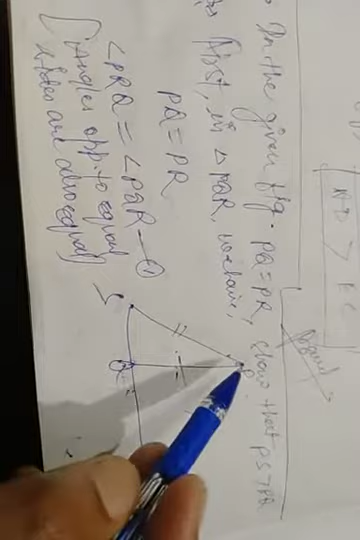 In the given fig. PQ = PR, show that PS > PQ
First, in △ PQR, we have,
PQ = PR
∠PRQ = ∠PQR — ①
[Angles opp. to equal
sides are also equal]
S
Q
P